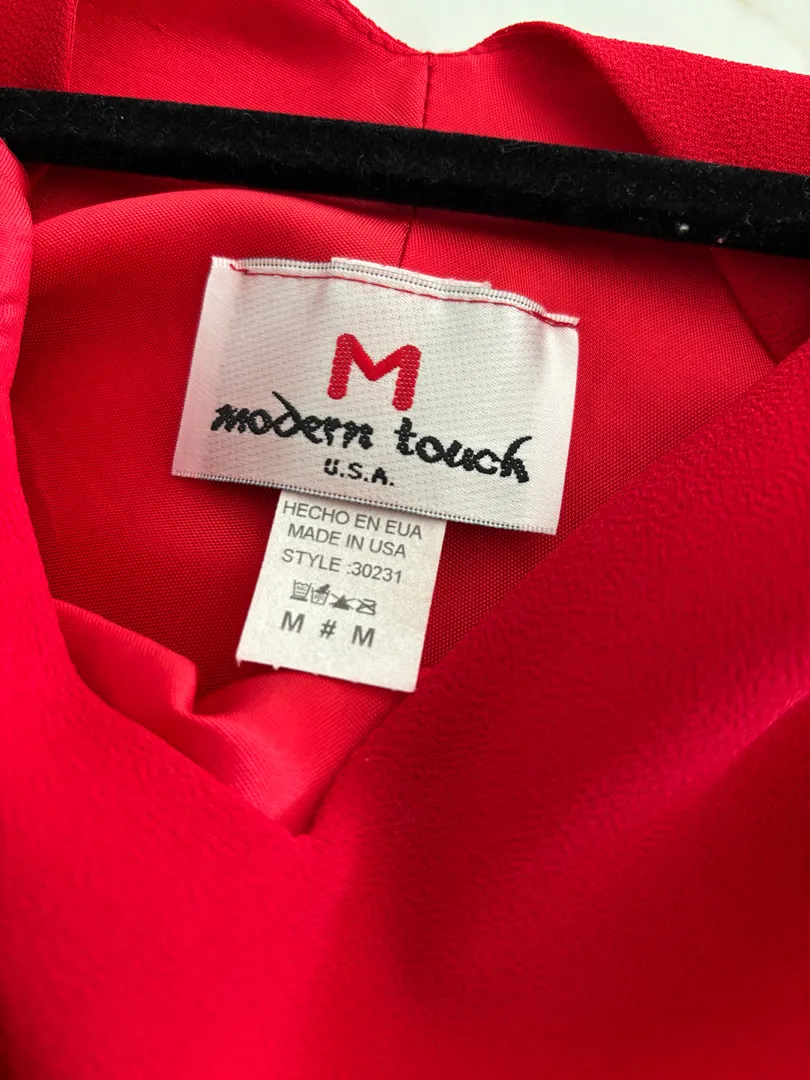 M
modern touch
U.S.A.
HECHO EN EUA
MADE IN USA
STYLE :30231
M # M